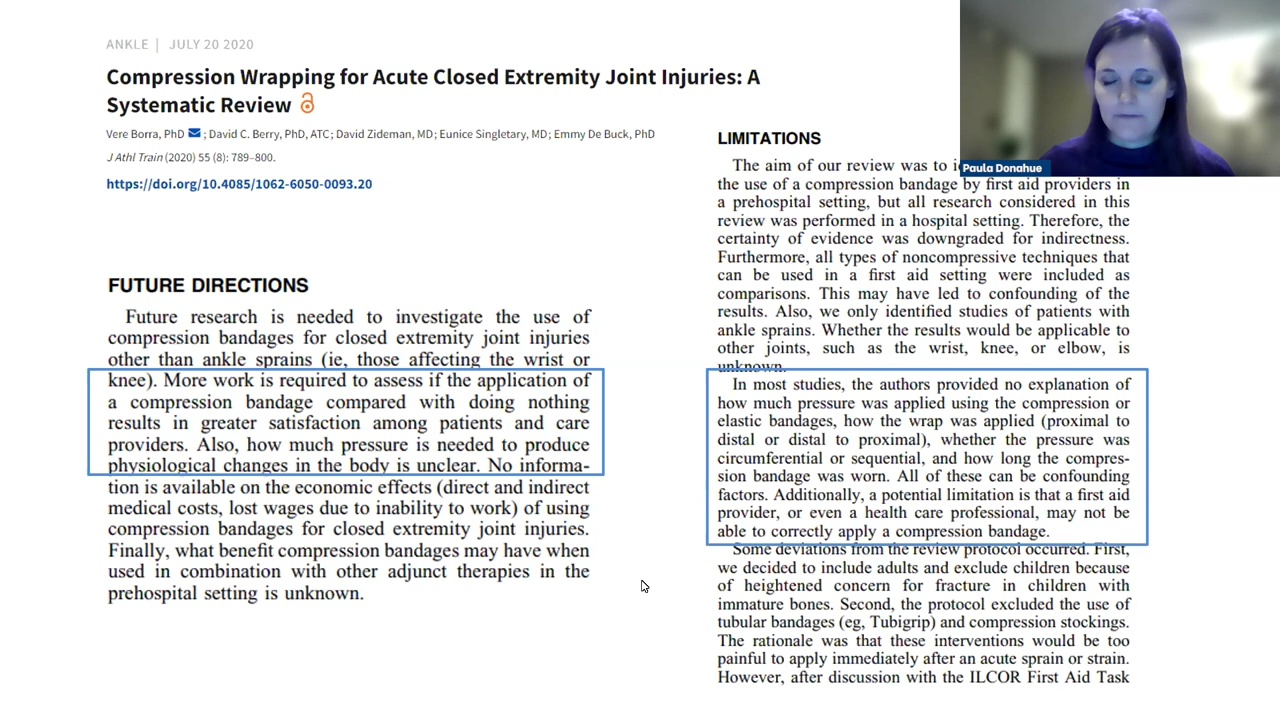 ANKLE | JULY 20 2020
Compression Wrapping for Acute Closed Extremity Joint Injuries: A
Systematic Review
Vere Borra, PhD ; David C. Berry, PhD, ATC; David Zideman, MD; Eunice Singletary, MD; Emmy De Buck, PhD
J Athl Train (2020) 55 (8): 789–800.
https://doi.org/10.4085/1062-6050-0093.20
FUTURE DIRECTIONS
Future research is needed to investigate the use of
compression bandages for closed extremity joint injuries
other than ankle sprains (ie, those affecting the wrist or
knee). More work is required to assess if the application of
a compression bandage compared with doing nothing
results in greater satisfaction among patients and care
providers. Also, how much pressure is needed to produce
physiological changes in the body is unclear. No informa-
tion is available on the economic effects (direct and indirect
medical costs, lost wages due to inability to work) of using
compression bandages for closed extremity joint injuries.
Finally, what benefit compression bandages may have when
used in combination with other adjunct therapies in the
prehospital setting is unknown.
Paula Donahue
LIMITATIONS
The aim of our review was to
the use of a compression bandage by first aid providers in
a prehospital setting, but all research considered in this
review was performed in a hospital setting. Therefore, the
certainty of evidence was downgraded for indirectness.
Furthermore, all types of noncompressive techniques that
can be used in a first aid setting were included as
comparisons. This may have led to confounding of the
results. Also, we only identified studies of patients with
ankle sprains. Whether the results would be applicable to
other joints, such as the wrist, knee, or elbow, is
unknown.
In most studies, the authors provided no explanation of
how much pressure was applied using the compression or
elastic bandages, how the wrap was applied (proximal to
distal or distal to proximal), whether the pressure was
circumferential or sequential, and how long the compres-
sion bandage was worn. All of these can be confounding
factors. Additionally, a potential limitation is that a first aid
provider, or even a health care professional, may not be
able to correctly apply a compression bandage.
Some deviations from the review protocol occurred. First,
we decided to include adults and exclude children because
of heightened concern for fracture in children with
immature bones. Second, the protocol excluded the use of
tubular bandages (eg, Tubigrip) and compression stockings.
The rationale was that these interventions would be too
painful to apply immediately after an acute sprain or strain.
However, after discussion with the ILCOR First Aid Task